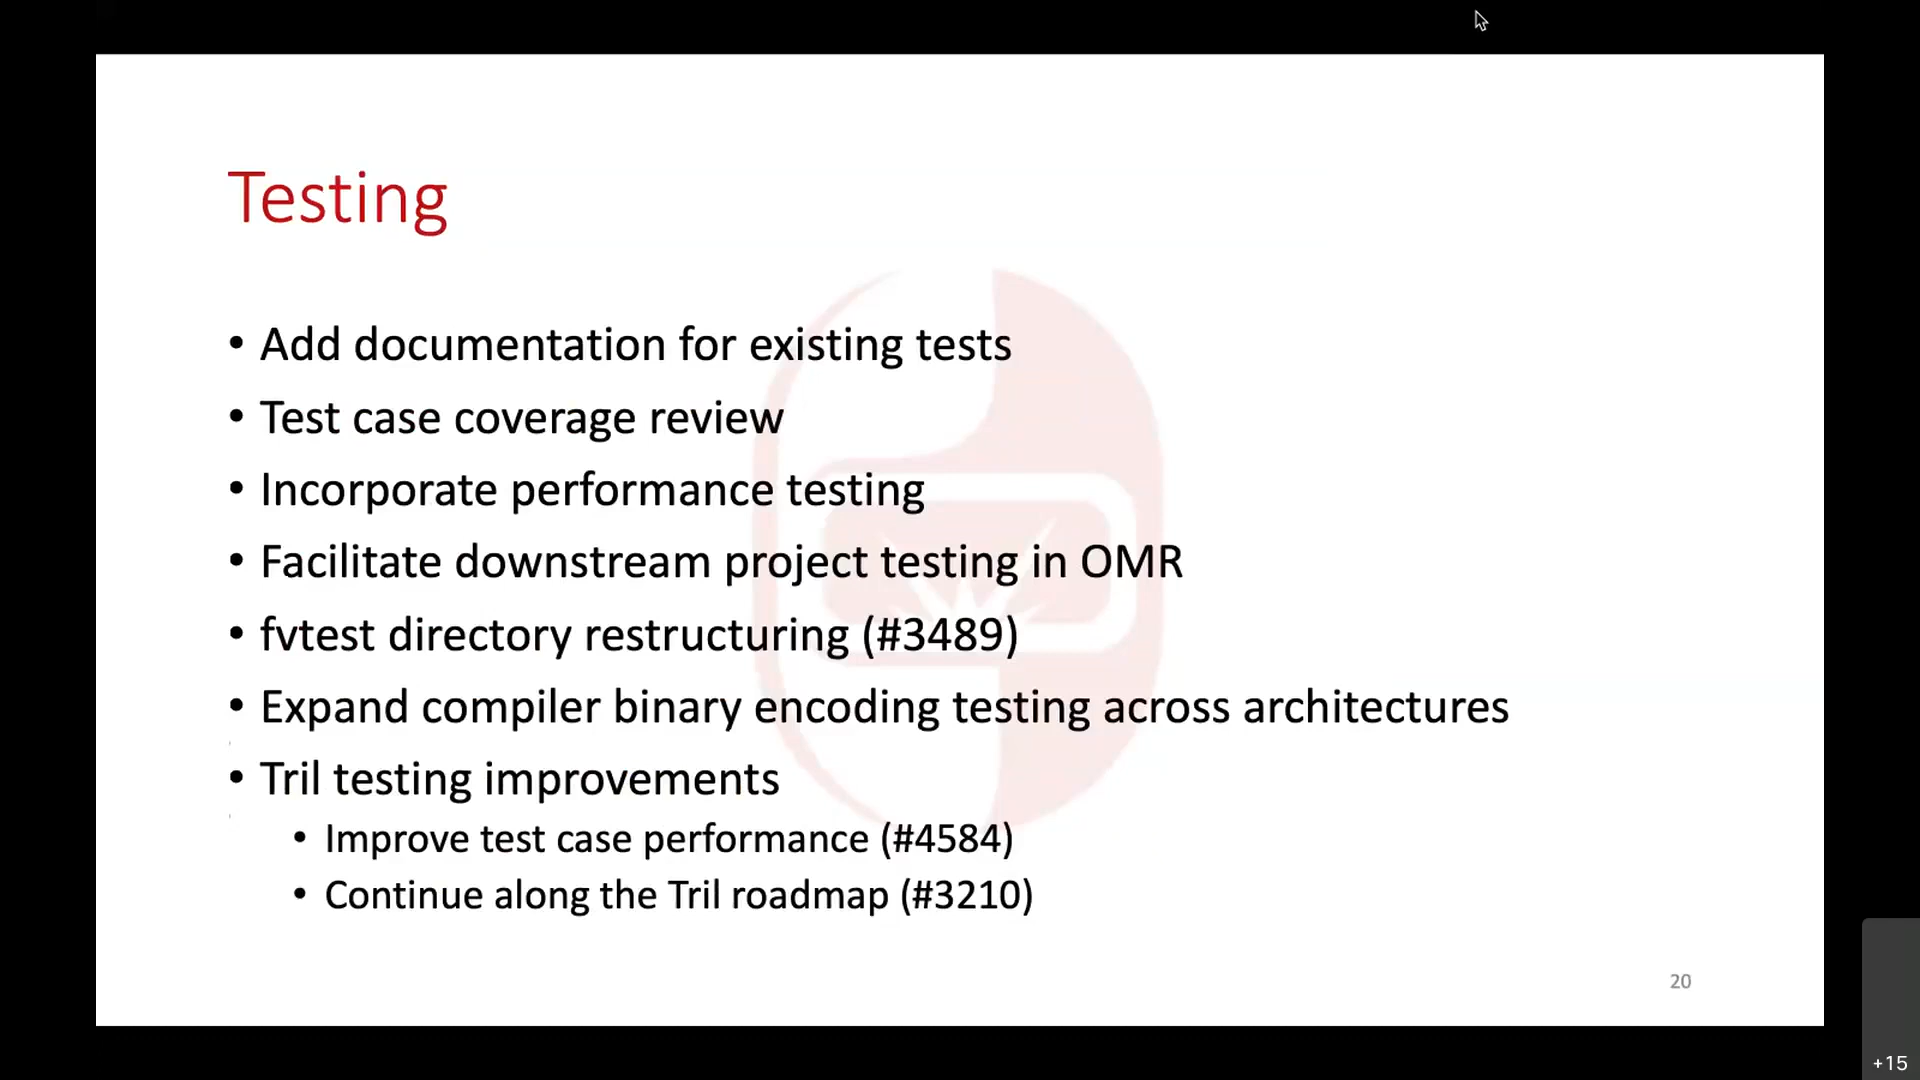 Testing
• Add documentation for existing tests
• Test case coverage review
• Incorporate performance testing
• Facilitate downstream project testing in OMR
• fvtest directory restructuring (#3489)
• Expand compiler binary encoding testing across architectures
• Tril testing improvements
• Improve test case performance (#4584)
• Continue along the Tril roadmap (#3210)
20
+15